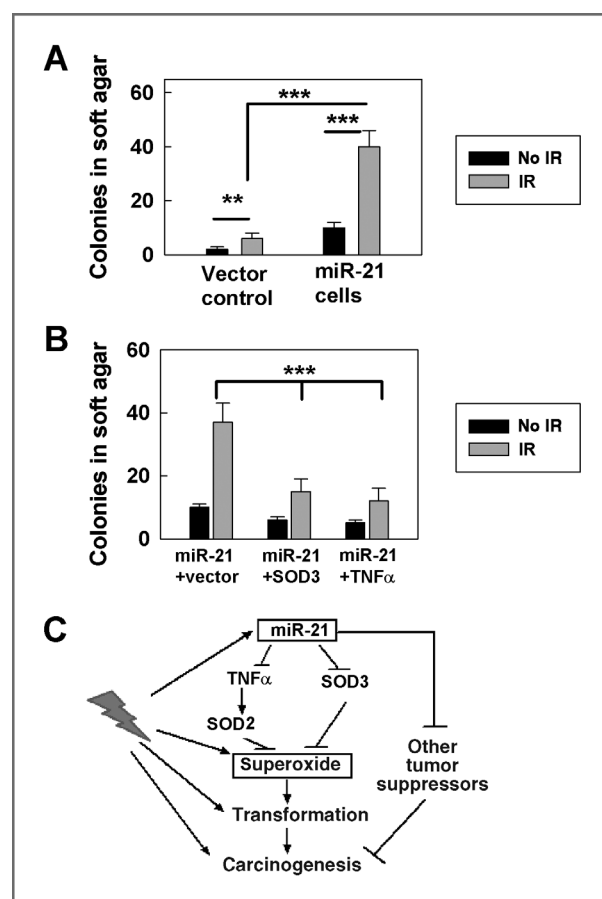 A
Colonies in soft agar
60
40
20
0
**
***
***
Vector
control
miR-21
cells
No IR
IR
B
Colonies in soft agar
60
40
20
0
***
miR-21
+vector
miR-21
+SOD3
miR-21
+TNFα
No IR
IR
C
miR-21
TNFα
SOD3
SOD2
Superoxide
Other
tumor
suppressors
Transformation
Carcinogenesis